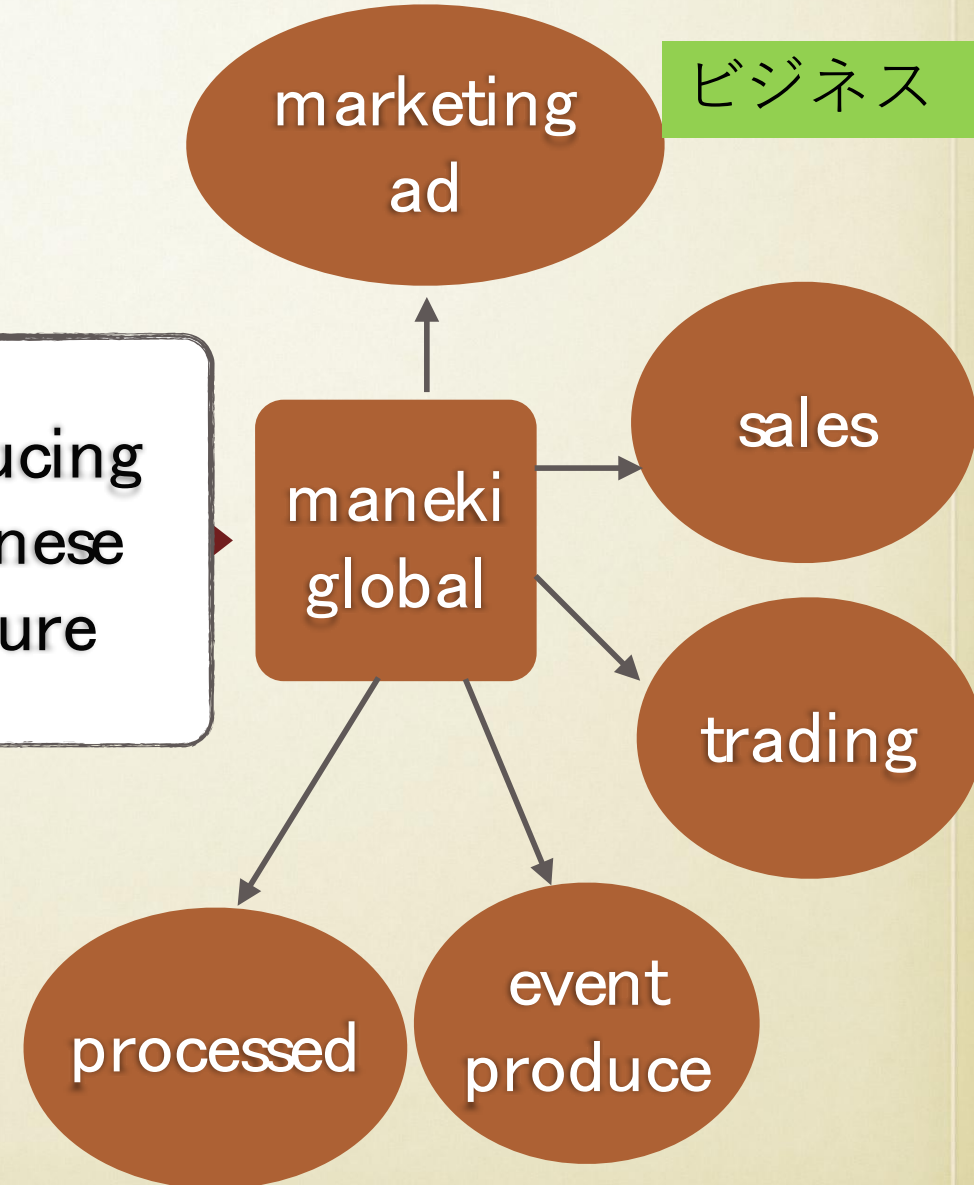 marketing
ad
ビジネス
sales
ucing
nese
ure
maneki
global
trading
processed
event
produce